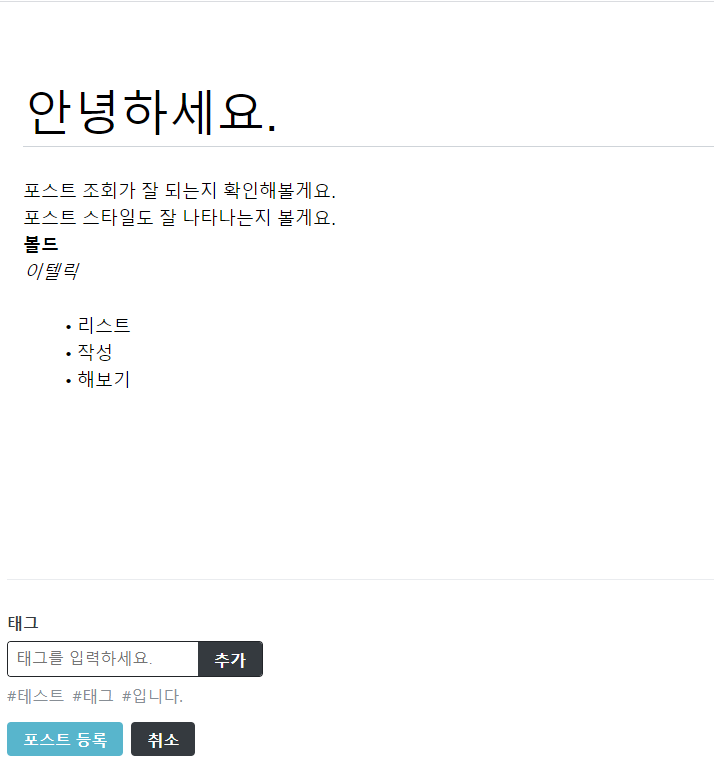 안녕하세요.
포스트 조회가 잘 되는지 확인해볼게요.
포스트 스타일도 잘 나타나는지 볼게요.
볼드
이텔릭
• 리스트
• 작성
• 해보기
태그
태그를 입력하세요. 추가
#테스트 #태그 #입니다.
포스트 등록 취소